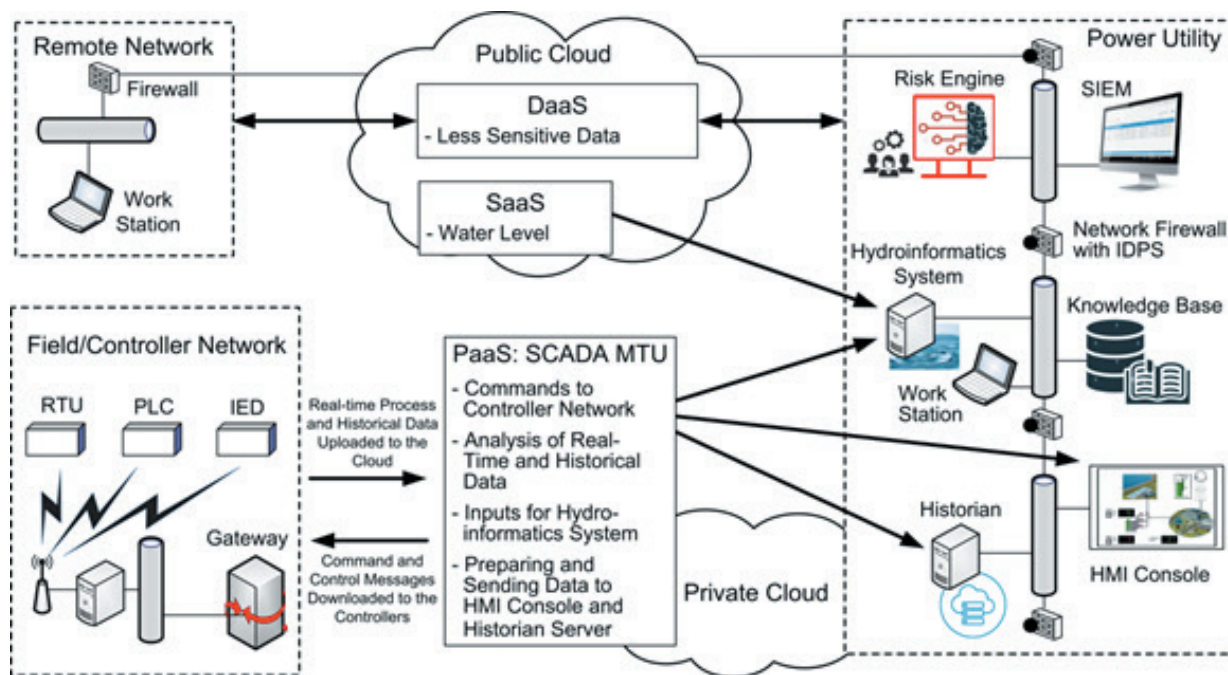 Remote Network
Firewall
Work
Station
Public Cloud
DaaS
- Less Sensitive Data
SaaS
- Water Level
Power Utility
Risk Engine
SIEM
Network Firewall
with IDPS
Hydroinformatics
System
Knowledge Base
Work
Station
Historian
HMI Console
Field/Controller Network
RTU
PLC
IED
Gateway
Real-time Process
and Historical Data
Uploaded to the
Cloud
Command and
Control Messages
Downloaded to the
Controllers
PaaS: SCADA MTU
- Commands to
Controller Network
- Analysis of Real-
Time and Historical
Data
- Inputs for Hydro-
informatics System
- Preparing and
Sending Data to
HMI Console and
Historian Server
Private Cloud